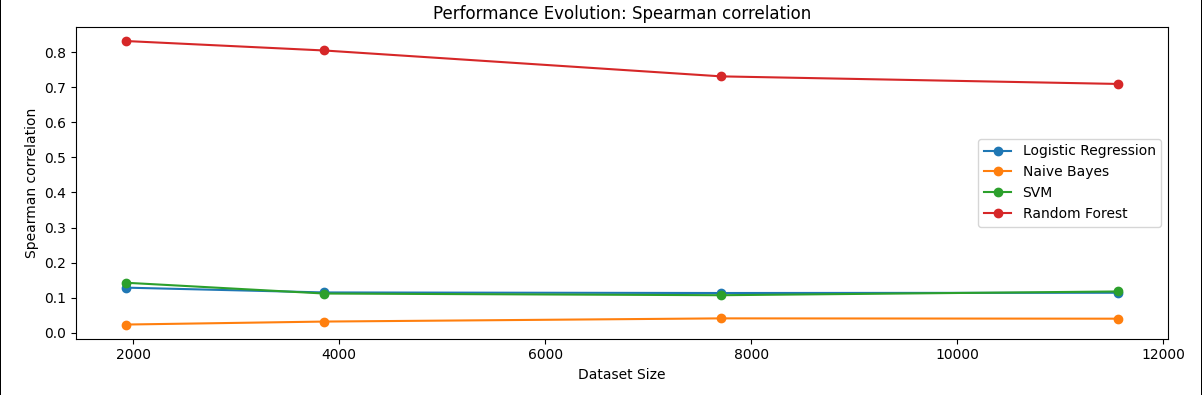 Performance Evolution: Spearman correlation
Spearman correlation
0.8
0.7
0.6
0.5
0.4
0.3
0.2
0.1
0.0
Logistic Regression
Naive Bayes
SVM
Random Forest
2000 4000 6000 8000 10000 12000
Dataset Size